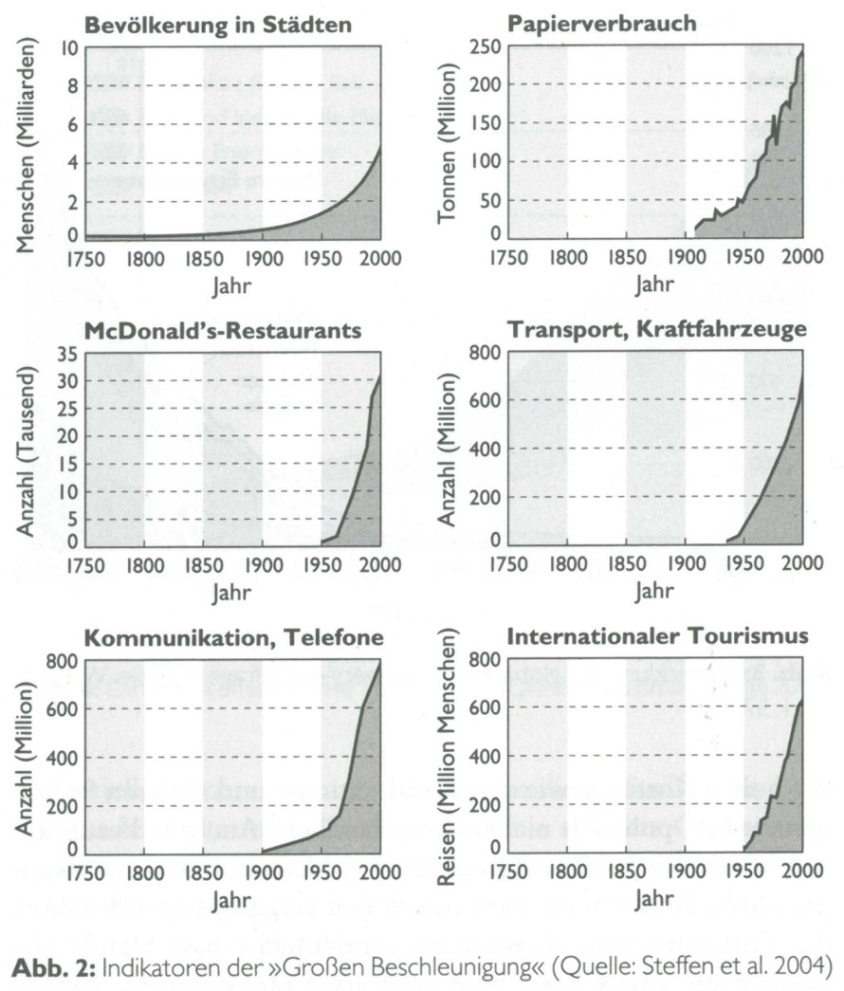 Bevölkerung in Städten
Menschen (Milliarden)
10
8
6
4
2
0
1750 1800 1850 1900 1950 2000
Jahr
Papierverbrauch
Tonnen (Million)
250
200
150
100
50
0
1750 1800 1850 1900 1950 2000
Jahr
McDonald's-Restaurants
Anzahl (Tausend)
35
30
25
20
15
10
5
0
1750 1800 1850 1900 1950 2000
Jahr
Transport, Kraftfahrzeuge
Anzahl (Million)
800
600
400
200
0
1750 1800 1850 1900 1950 2000
Jahr
Kommunikation, Telefone
Anzahl (Million)
800
600
400
200
0
1750 1800 1850 1900 1950 2000
Jahr
Internationaler Tourismus
Reisen (Million Menschen)
800
600
400
200
0
1750 1800 1850 1900 1950 2000
Jahr
Abb. 2: Indikatoren der »Großen Beschleunigung« (Quelle: Steffen et al. 2004)